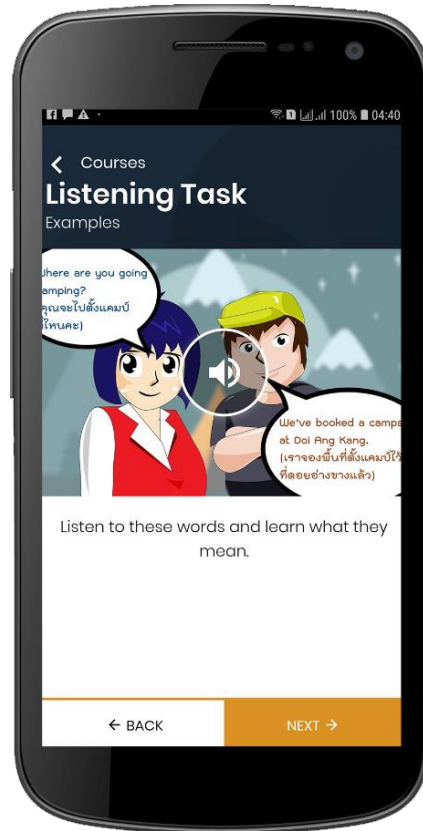 100% 04:40
Courses
Listening Task
Examples
where are you going
amping?
คุณจะไปตั้งแคมป์
ไหนคะ)
We've booked a camps
at Doi Ang Kang.
(เราจองพื้นที่ตั้งแคมป์ไว้
ที่ดอยอ่างขางแล้ว)
Listen to these words and learn what they
mean.
← BACK
NEXT →